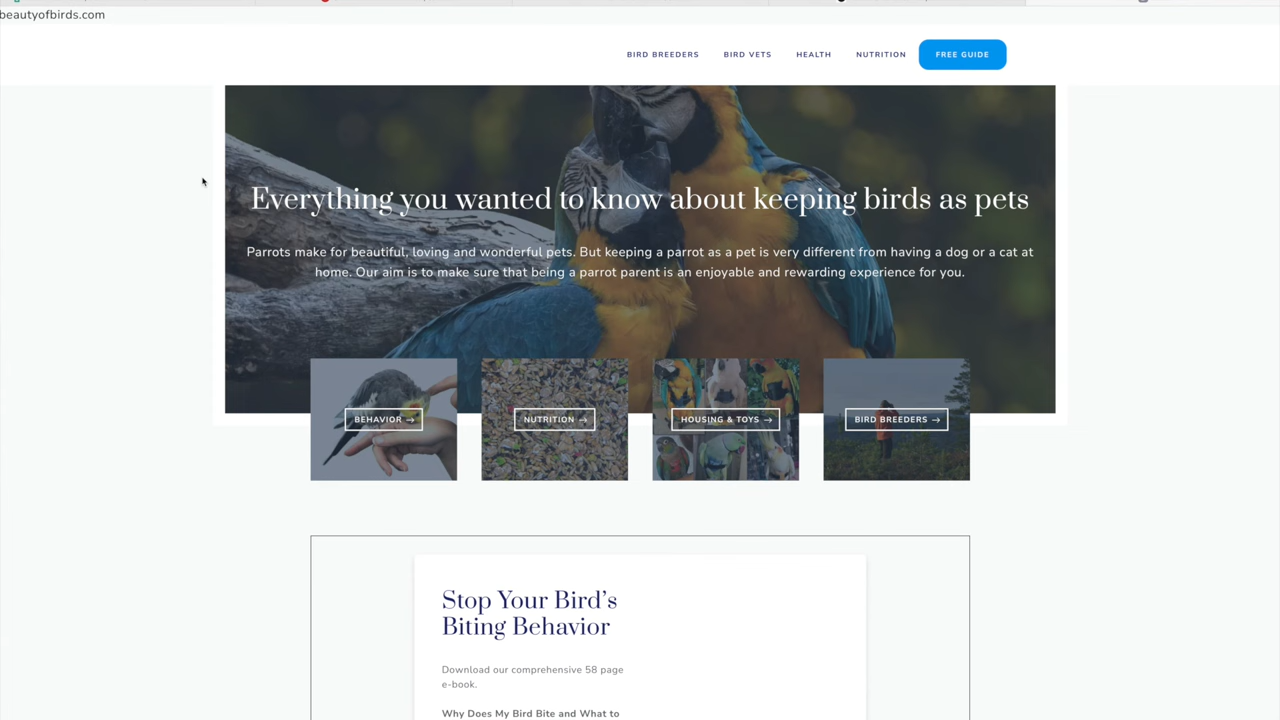 beautyofbirds.com
BIRD BREEDERS BIRD VETS HEALTH NUTRITION FREE GUIDE
Everything you wanted to know about keeping birds as pets
Parrots make for beautiful, loving and wonderful pets. But keeping a parrot as a pet is very different from having a dog or a cat at
home. Our aim is to make sure that being a parrot parent is an enjoyable and rewarding experience for you.
BEHAVIOR → NUTRITION → HOUSING & TOYS → BIRD BREEDERS →
Stop Your Bird’s
Biting Behavior
Download our comprehensive 58 page
e-book.
Why Does My Bird Bite and What to